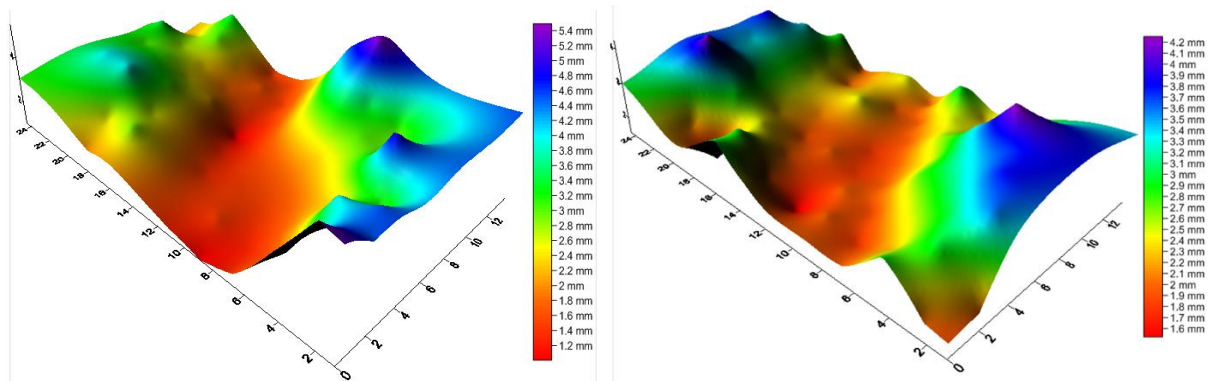 5.4 mm
5.2 mm
5 mm
4.8 mm
4.6 mm
4.4 mm
4.2 mm
4 mm
3.8 mm
3.6 mm
3.4 mm
3.2 mm
3 mm
2.8 mm
2.6 mm
2.4 mm
2.2 mm
2 mm
1.8 mm
1.6 mm
1.4 mm
1.2 mm
24
22
20
18
16
14
12
10
8
6
4
2
0
2
4
6
8
10
12
4.2 mm
4.1 mm
4 mm
3.9 mm
3.8 mm
3.7 mm
3.6 mm
3.5 mm
3.4 mm
3.3 mm
3.2 mm
3.1 mm
3 mm
2.9 mm
2.8 mm
2.7 mm
2.6 mm
2.5 mm
2.4 mm
2.3 mm
2.2 mm
2.1 mm
2 mm
1.9 mm
1.8 mm
1.7 mm
1.6 mm
24
22
20
18
16
14
12
10
8
6
4
2
0
2
4
6
8
10
12